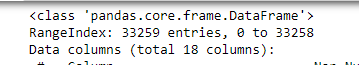 <class 'pandas.core.frame.DataFrame'>
RangeIndex: 33259 entries, 0 to 33258
Data columns (total 18 columns):